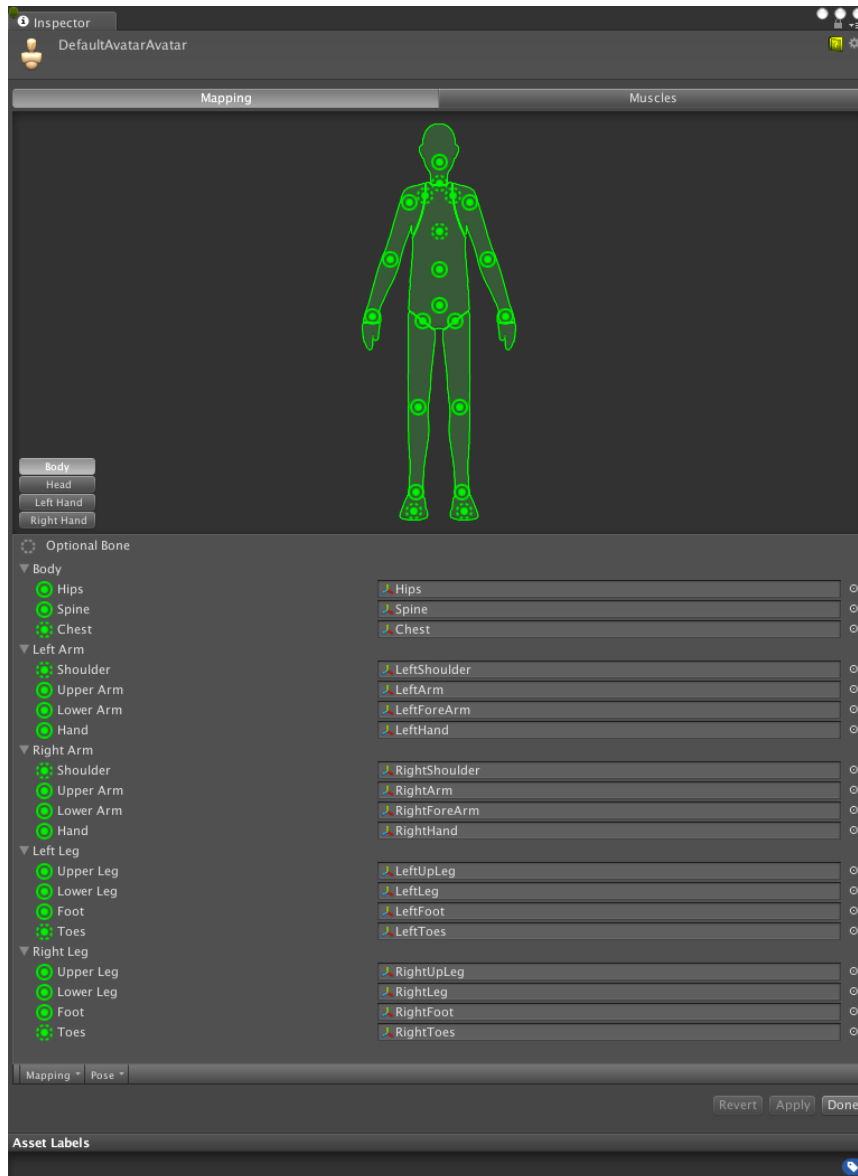 Inspector
DefaultAvatarAvatar
Mapping Muscles
Body
Head
Left Hand
Right Hand
Optional Bone
Body
Hips Hips
Spine Spine
Chest Chest
Left Arm
Shoulder LeftShoulder
Upper Arm LeftArm
Lower Arm LeftForeArm
Hand LeftHand
Right Arm
Shoulder RightShoulder
Upper Arm RightArm
Lower Arm RightForeArm
Hand RightHand
Left Leg
Upper Leg LeftUpLeg
Lower Leg LeftLeg
Foot LeftFoot
Toes LeftToes
Right Leg
Upper Leg RightUpLeg
Lower Leg RightLeg
Foot RightFoot
Toes RightToes
Mapping Pose
Revert Apply Done
Asset Labels